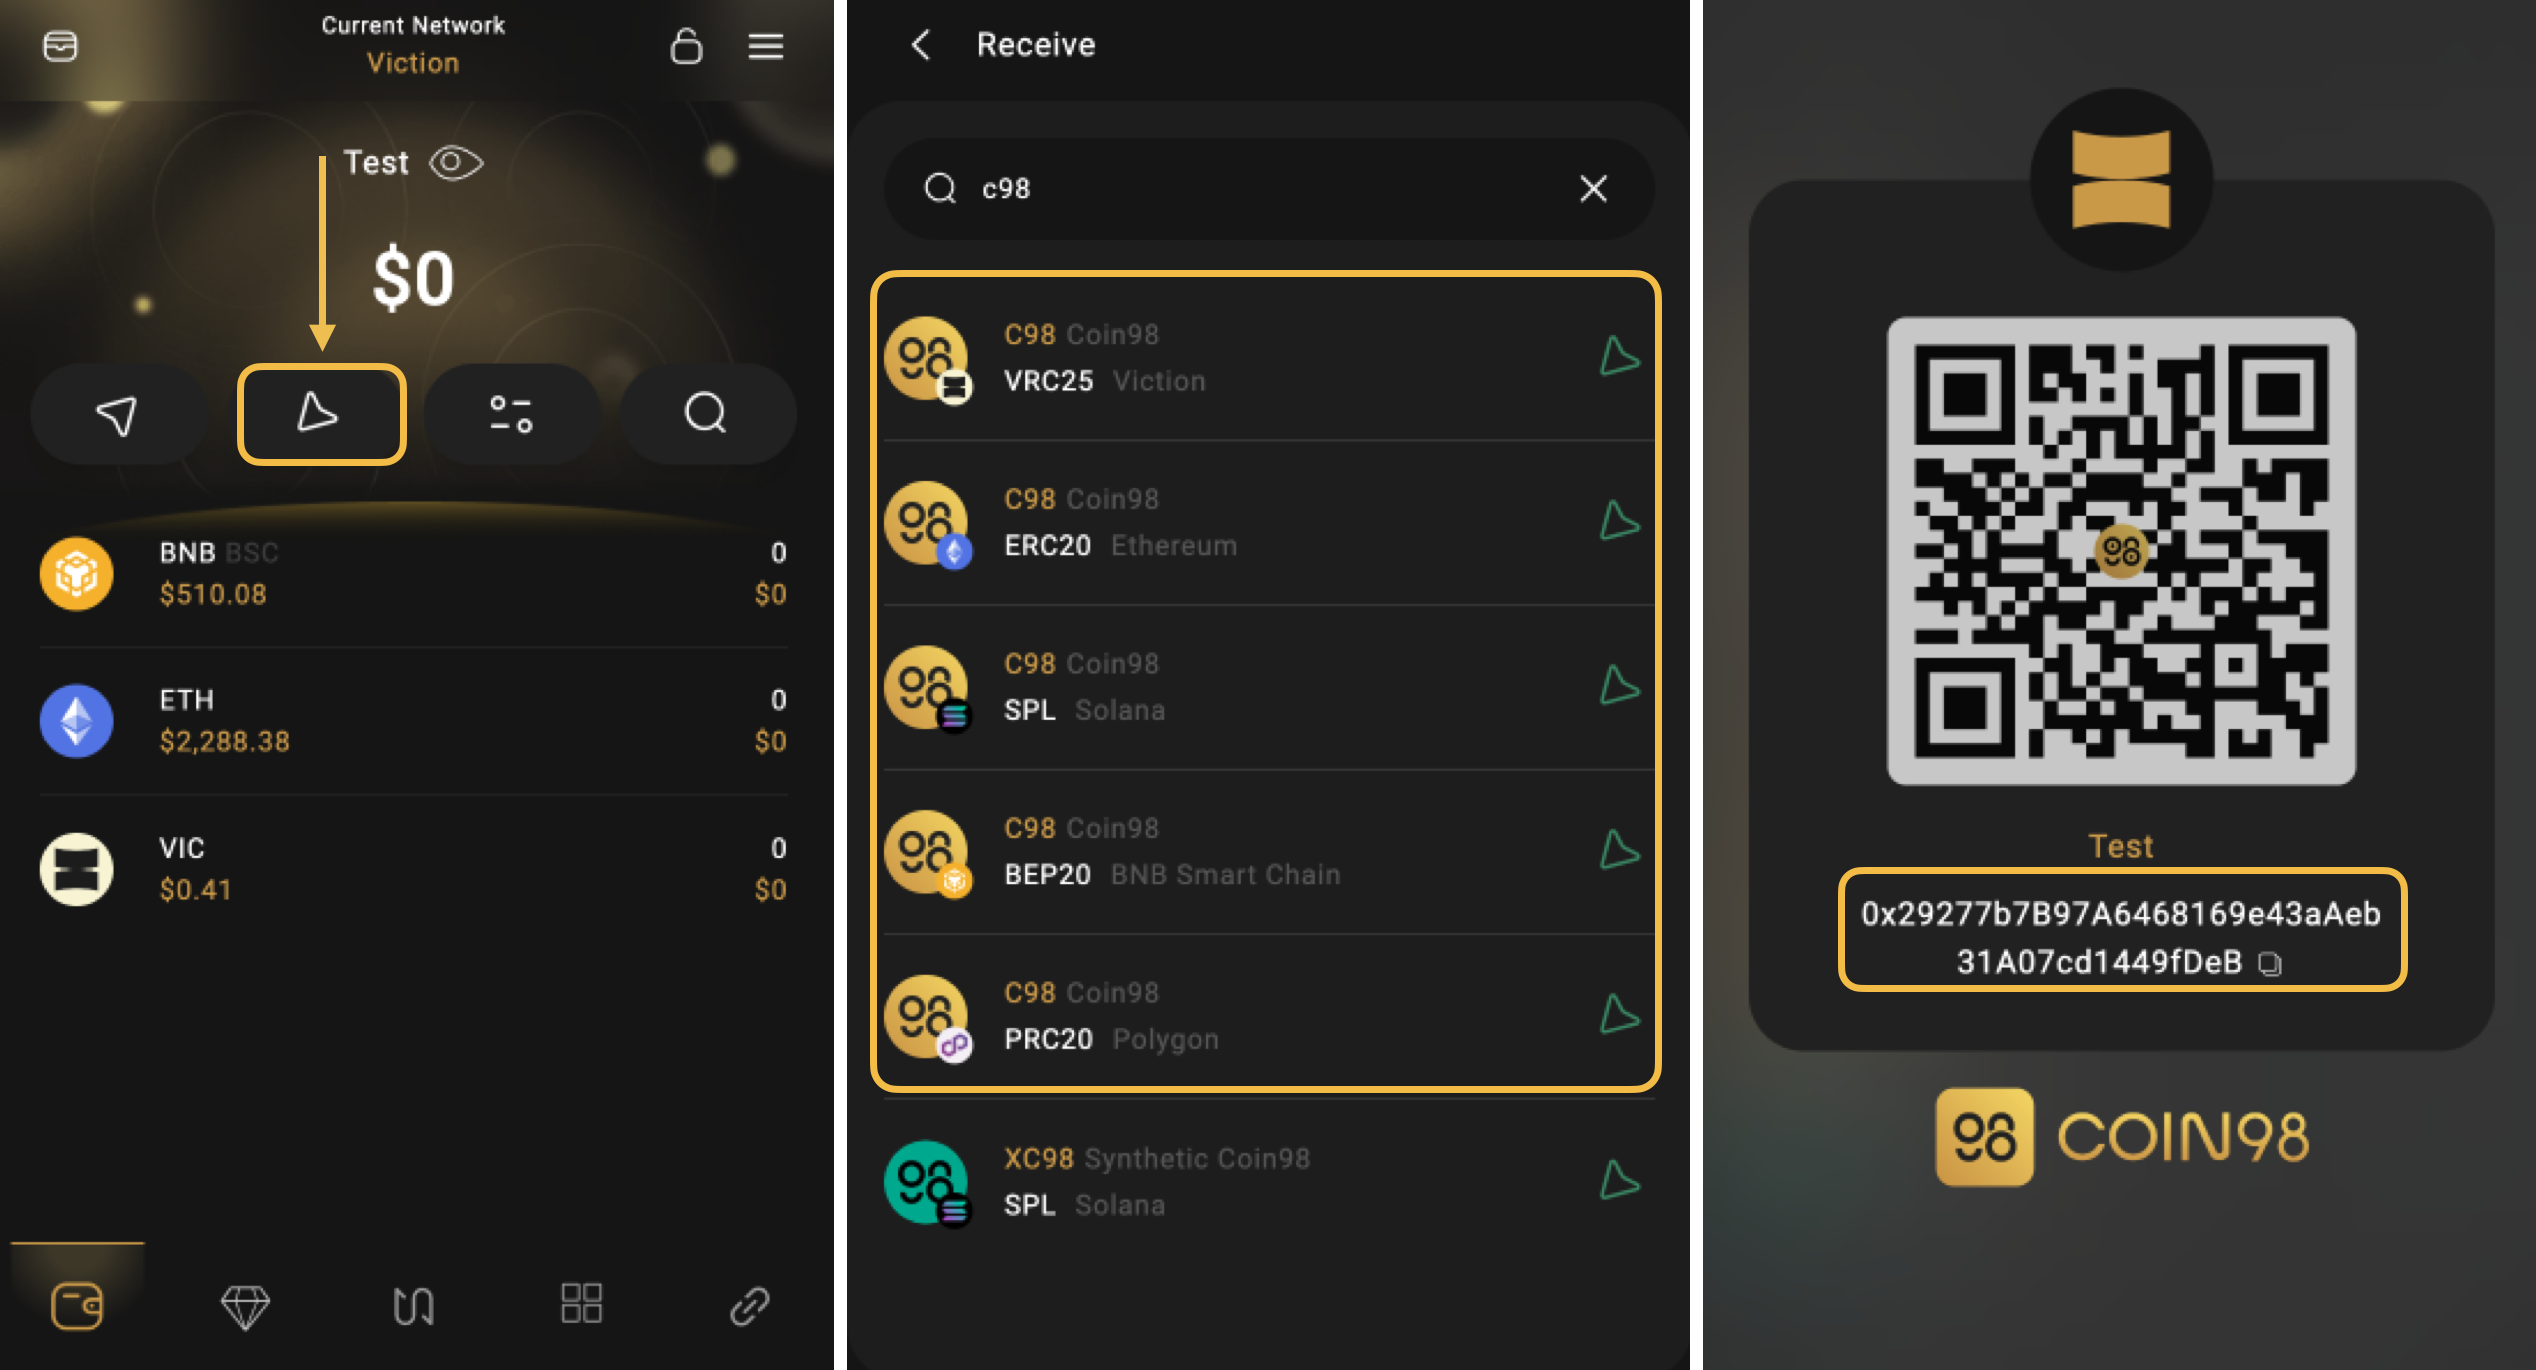 Current Network
Viction
Test
$0
BNB BSC
0
$510.08
$0
ETH
0
$2,288.38
$0
VIC
0
$0.41
$0
Receive
c98
C98 Coin98
VRC25 Viction
C98 Coin98
ERC20 Ethereum
C98 Coin98
SPL Solana
C98 Coin98
BEP20 BNB Smart Chain
C98 Coin98
PRC20 Polygon
XC98 Synthetic Coin98
SPL Solana
Test
0x29277b7B97A6468169e43aAeb
31A07cd1449fDeB
COIN98